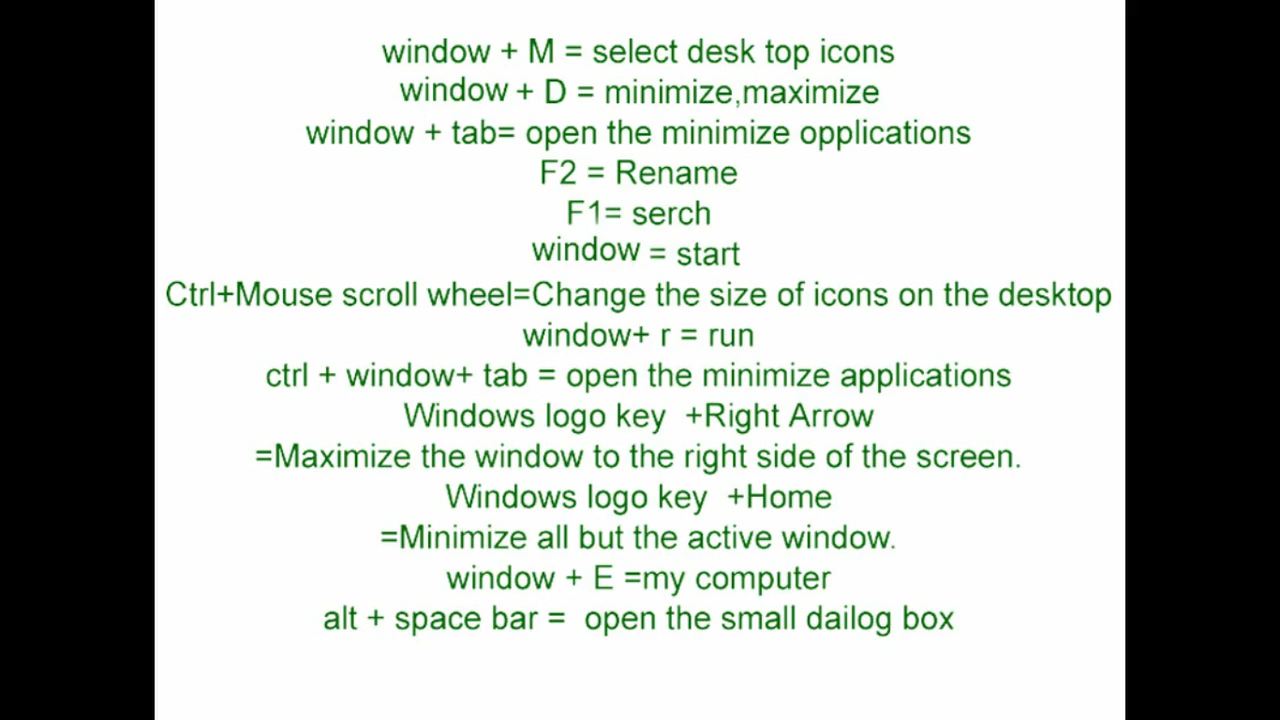 window + M = select desk top icons
window + D = minimize,maximize
window + tab= open the minimize opplications
F2 = Rename
F1= serch
window = start
Ctrl+Mouse scroll wheel=Change the size of icons on the desktop
window+ r = run
ctrl + window+ tab = open the minimize applications
Windows logo key +Right Arrow
=Maximize the window to the right side of the screen.
Windows logo key +Home
=Minimize all but the active window.
window + E =my computer
alt + space bar = open the small dailog box